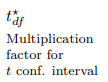 t⋆df
Multiplication
factor for
t conf. interval